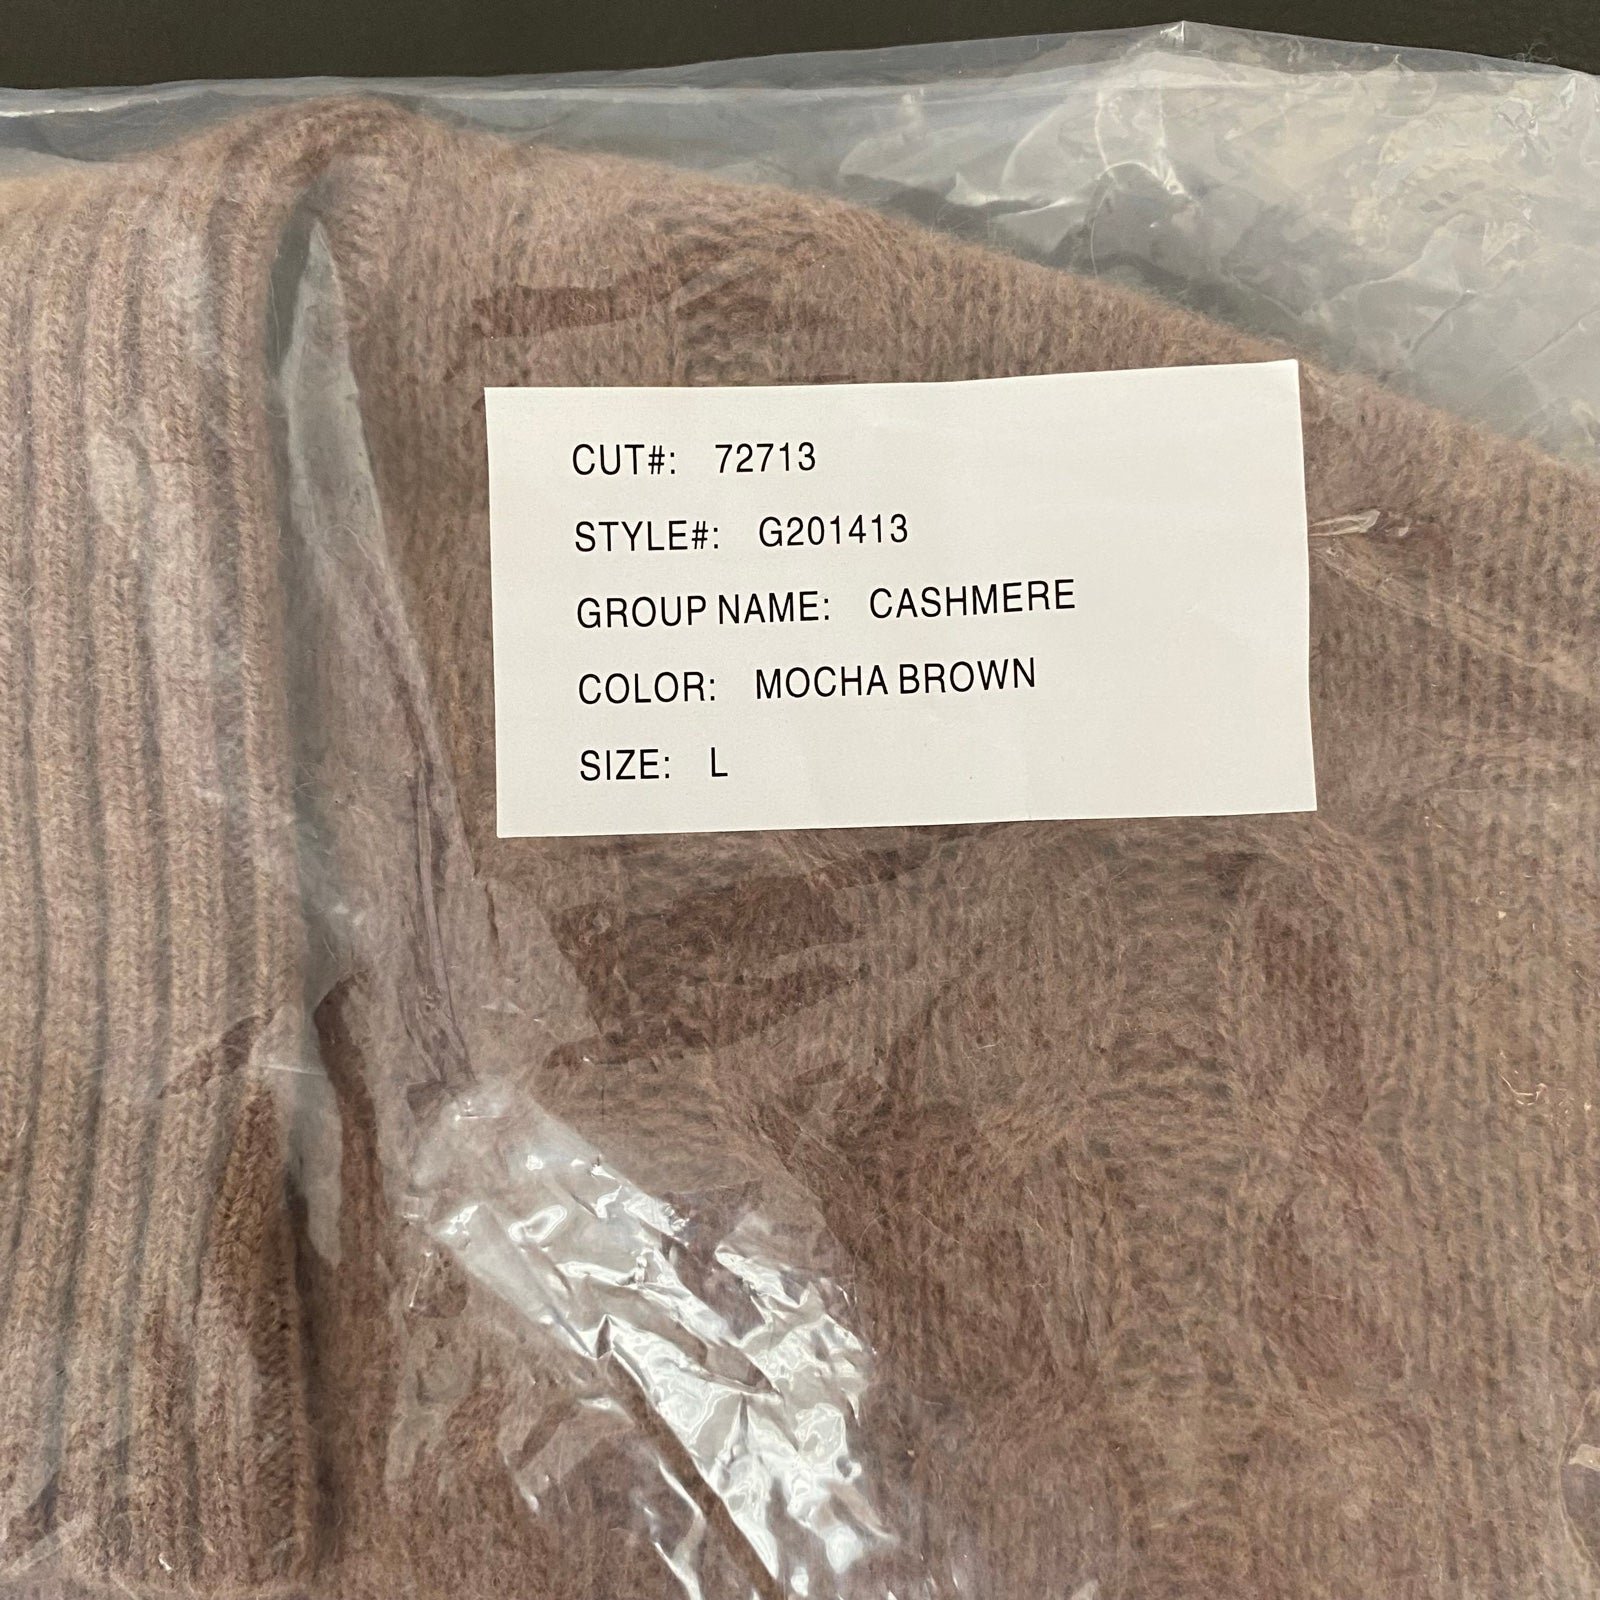 CUT#: 72713
STYLE#: G201413
GROUP NAME: CASHMERE
COLOR: MOCHA BROWN
SIZE: L